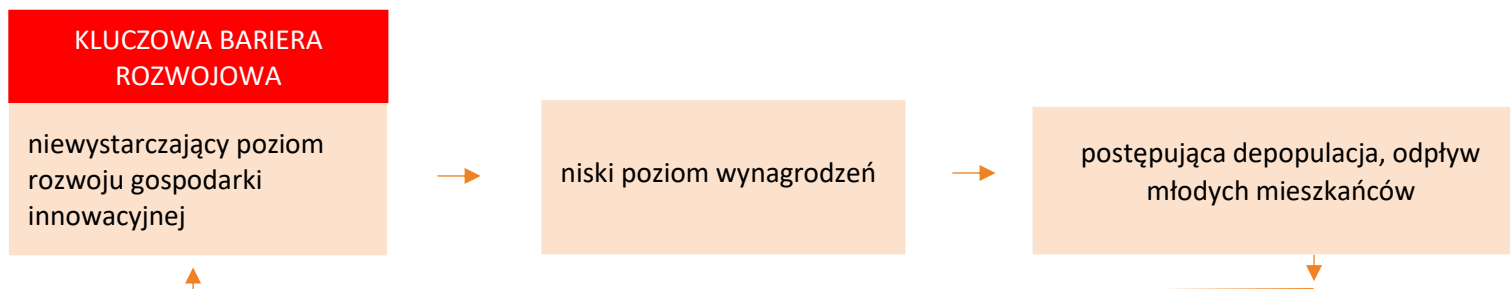 KLUCZOWA BARIERA
ROZWOJOWA
niewystarczający poziom
rozwoju gospodarki
innowacyjnej
niski poziom wynagrodzeń
postępująca depopulacja, odpływ
młodych mieszkańców